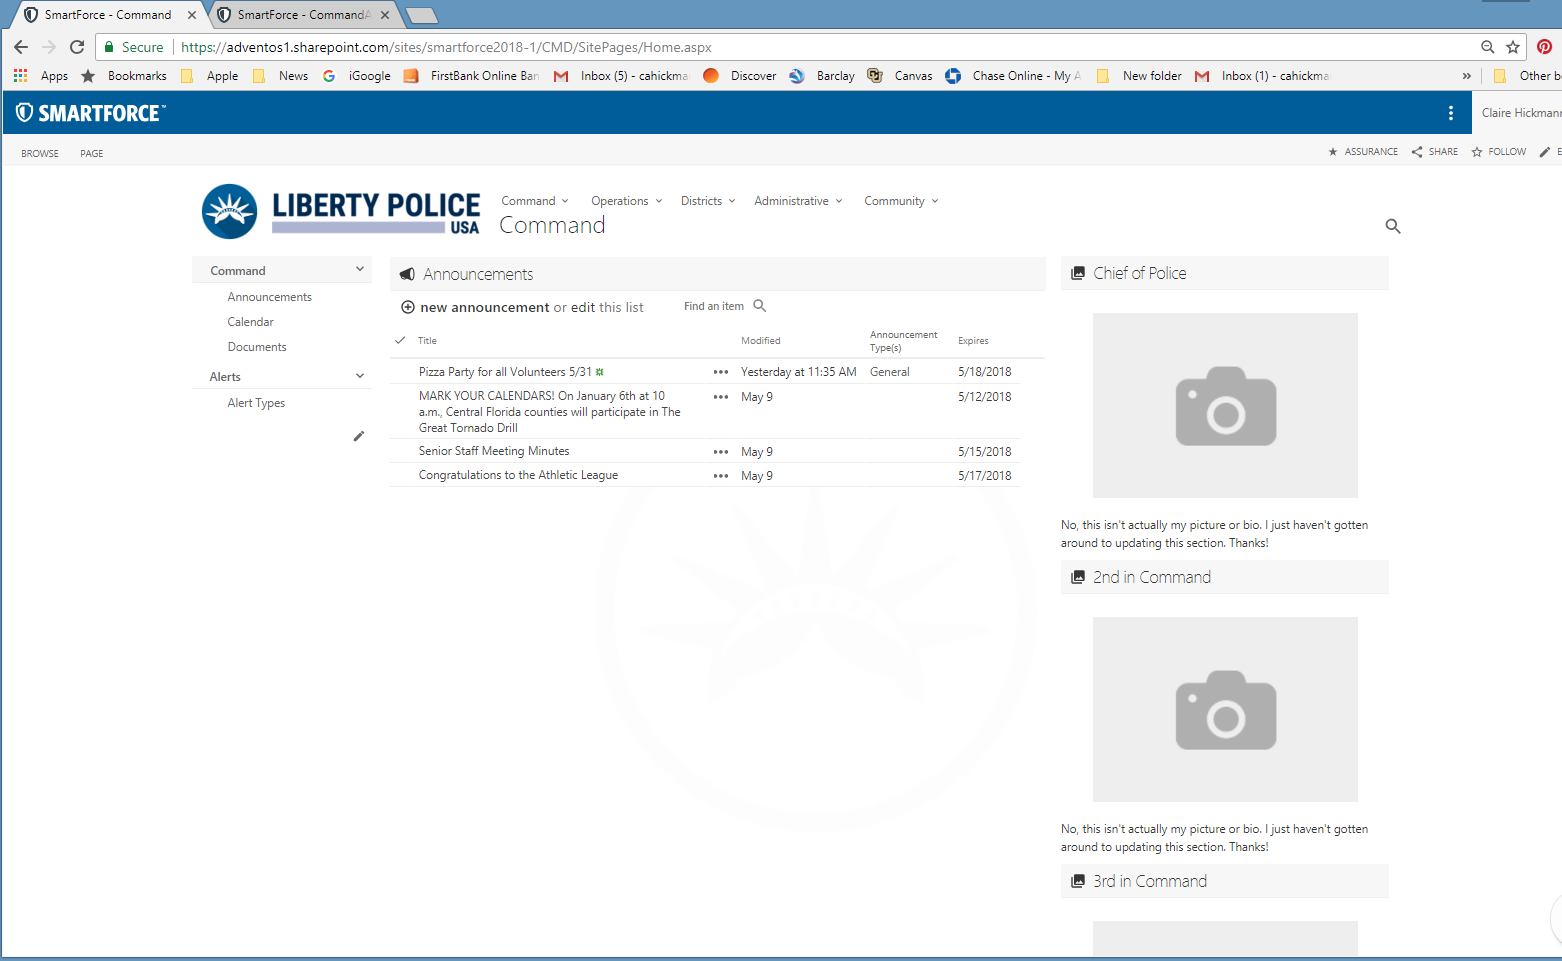 SmartForce - Command
SmartForce - Command
Secure https://adventos1.sharepoint.com/sites/smartforce2018-1/CMD/SitePages/Home.aspx
Apps Bookmarks Apple News iGoogle FirstBank Online Ban Inbox (5) - cahickma Discover Barclay Canvas Chase Online - My A New folder Inbox (1) - cahickma » Other b
SMARTFORCE™
Claire Hickmann
BROWSE PAGE
ASSURANCE SHARE FOLLOW E
LIBERTY POLICE
USA
Command Operations Districts Administrative Community
Command
Command
Announcements
Calendar
Documents
Alerts
Alert Types
Announcements
new announcement or edit this list Find an item
Title Modified Announcement Type(s) Expires
Pizza Party for all Volunteers 5/31 Yesterday at 11:35 AM General 5/18/2018
MARK YOUR CALENDARS! On January 6th at 10 May 9 5/12/2018
a.m., Central Florida counties will participate in The
Great Tornado Drill
Senior Staff Meeting Minutes May 9 5/15/2018
Congratulations to the Athletic League May 9 5/17/2018
Chief of Police
No, this isn't actually my picture or bio. I just haven't gotten
around to updating this section. Thanks!
2nd in Command
No, this isn't actually my picture or bio. I just haven't gotten
around to updating this section. Thanks!
3rd in Command